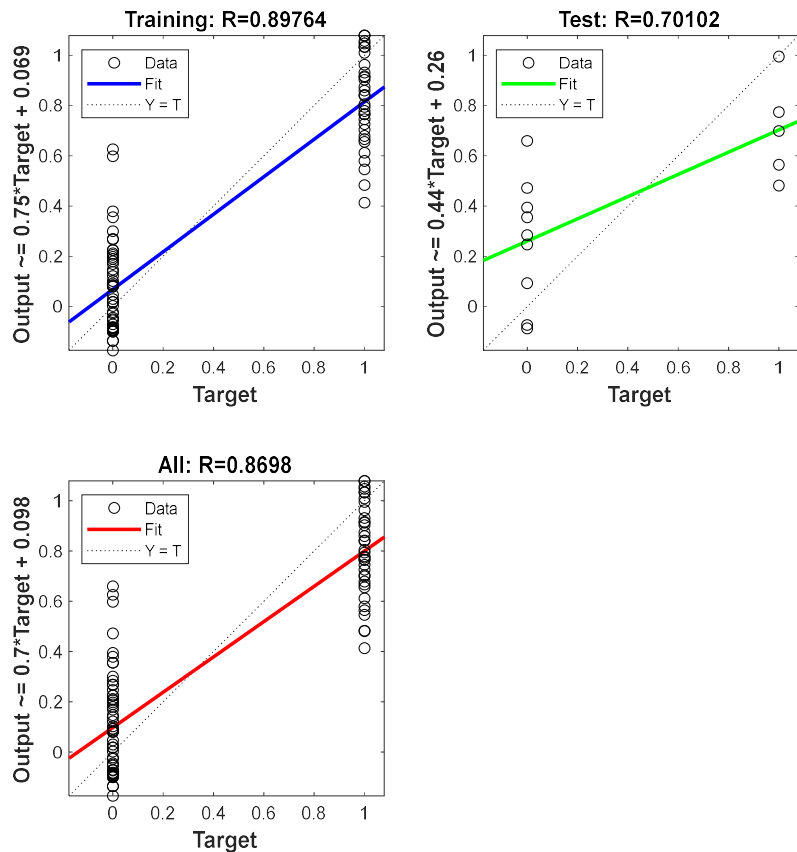 Training: R=0.89764
Output ~= 0.75*Target + 0.069
1
0.8
0.6
0.4
0.2
0
Data
Fit
Y = T
0
0.2
0.4
0.6
0.8
1
Target
Test: R=0.70102
Output ~= 0.44*Target + 0.26
1
0.8
0.6
0.4
0.2
0
Data
Fit
Y = T
0
0.2
0.4
0.6
0.8
1
Target
All: R=0.8698
Output ~= 0.7*Target + 0.098
1
0.8
0.6
0.4
0.2
0
Data
Fit
Y = T
0
0.2
0.4
0.6
0.8
1
Target